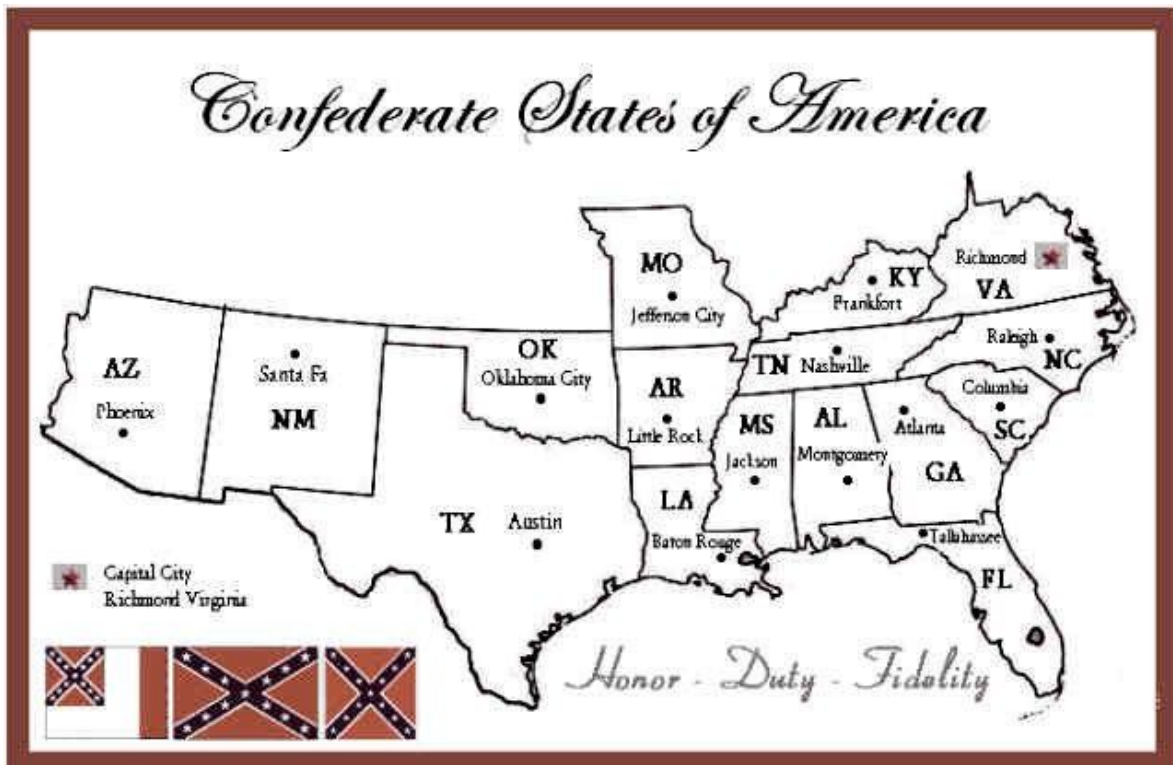 Confederate States of America
MO
Jefferson City
KY
Frankfort
Richmond
VA
AZ
Phoenix
Santa Fa
NM
OK
Oklahoma City
AR
Little Rock
TN Nashville
Raleigh
NC
Columbia
SC
MS
Jackson
AL
Montgomery
Atlanta
GA
TX Austin
LA
Baton Rouge
Tallahassee
FL
Capital City
Richmond Virginia
Honor - Duty - Fidelity